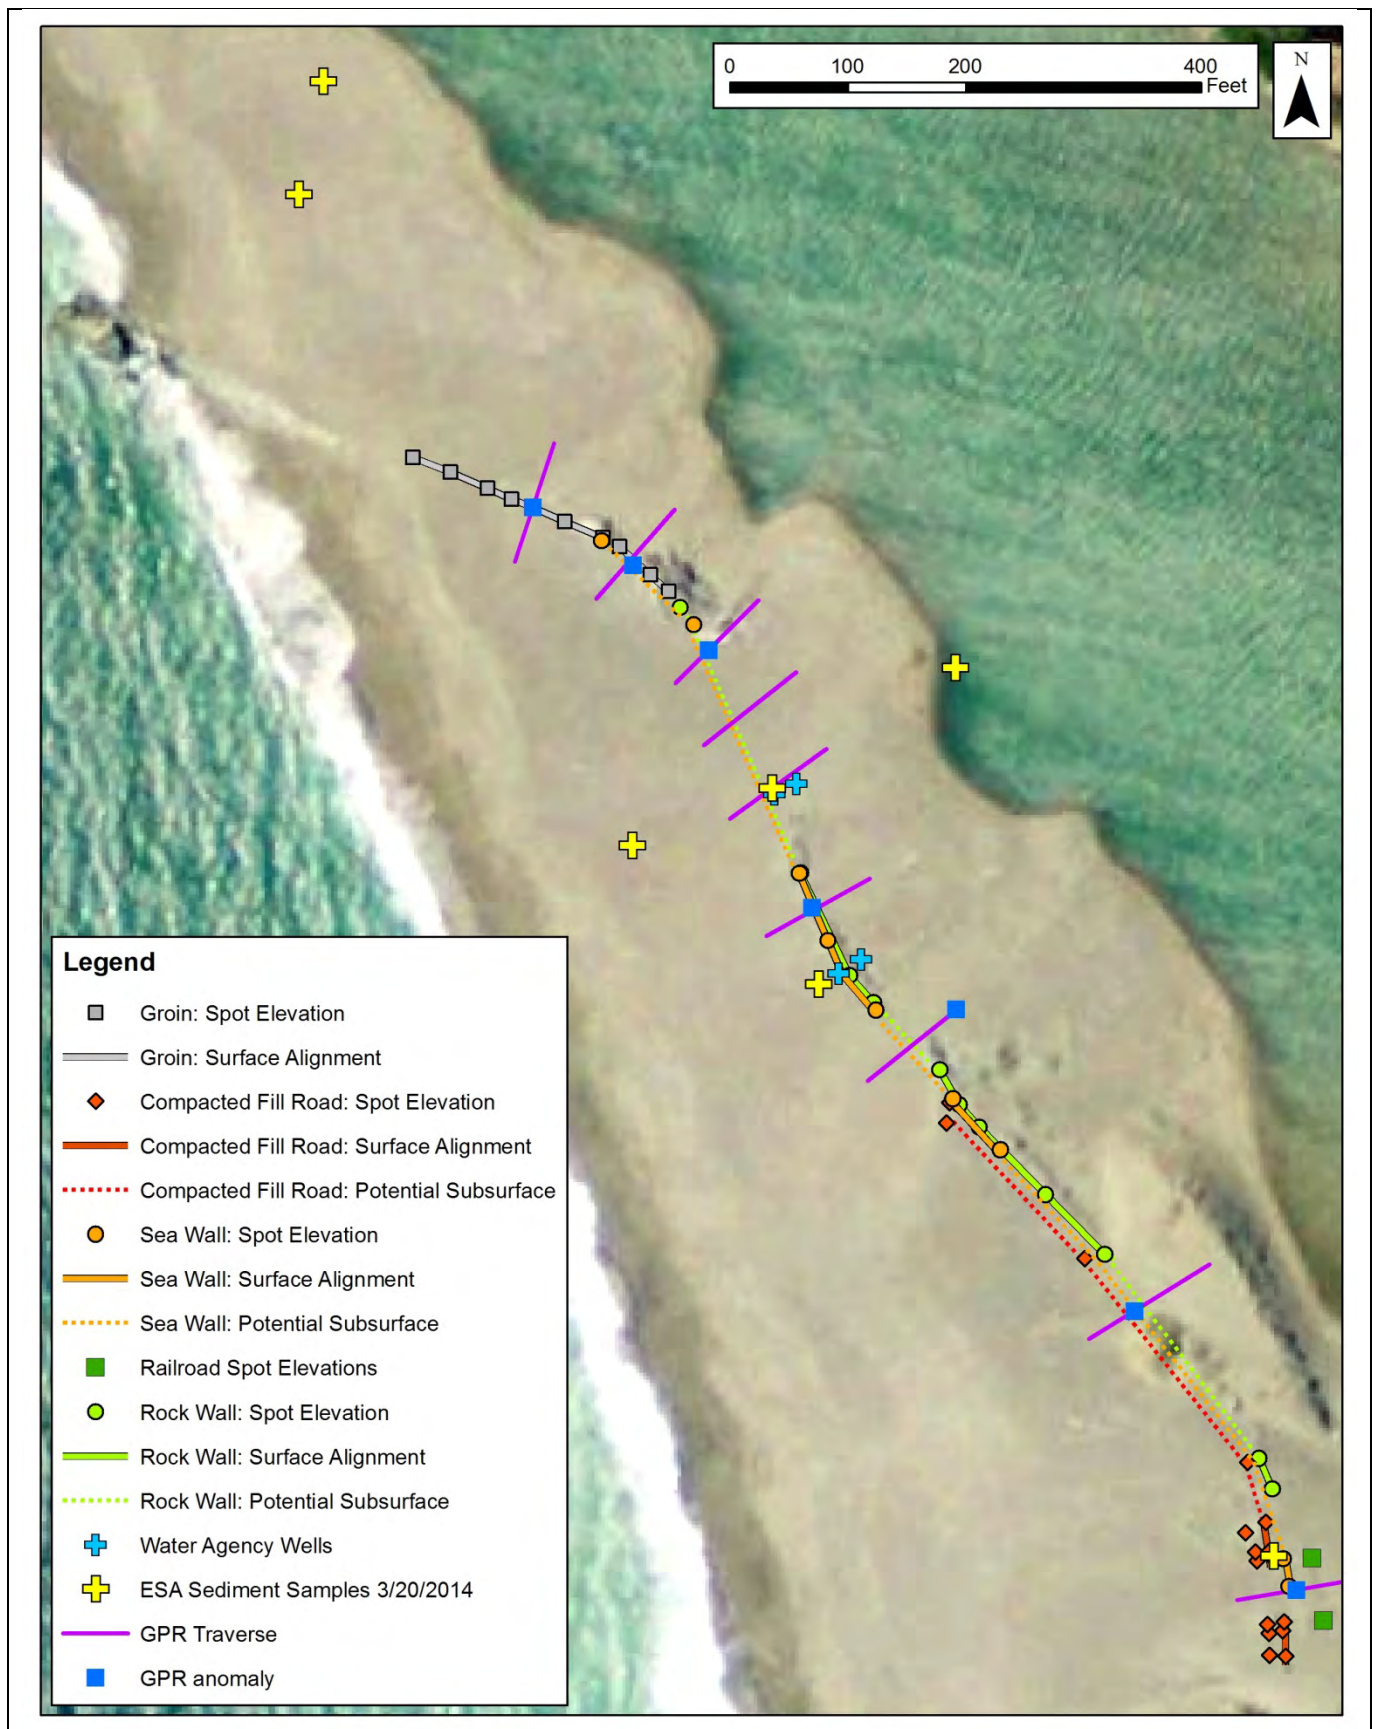 0 100 200 400
Feet
N
Legend
Groin: Spot Elevation
Groin: Surface Alignment
Compacted Fill Road: Spot Elevation
Compacted Fill Road: Surface Alignment
Compacted Fill Road: Potential Subsurface
Sea Wall: Spot Elevation
Sea Wall: Surface Alignment
Sea Wall: Potential Subsurface
Railroad Spot Elevations
Rock Wall: Spot Elevation
Rock Wall: Surface Alignment
Rock Wall: Potential Subsurface
Water Agency Wells
ESA Sediment Samples 3/20/2014
GPR Traverse
GPR anomaly